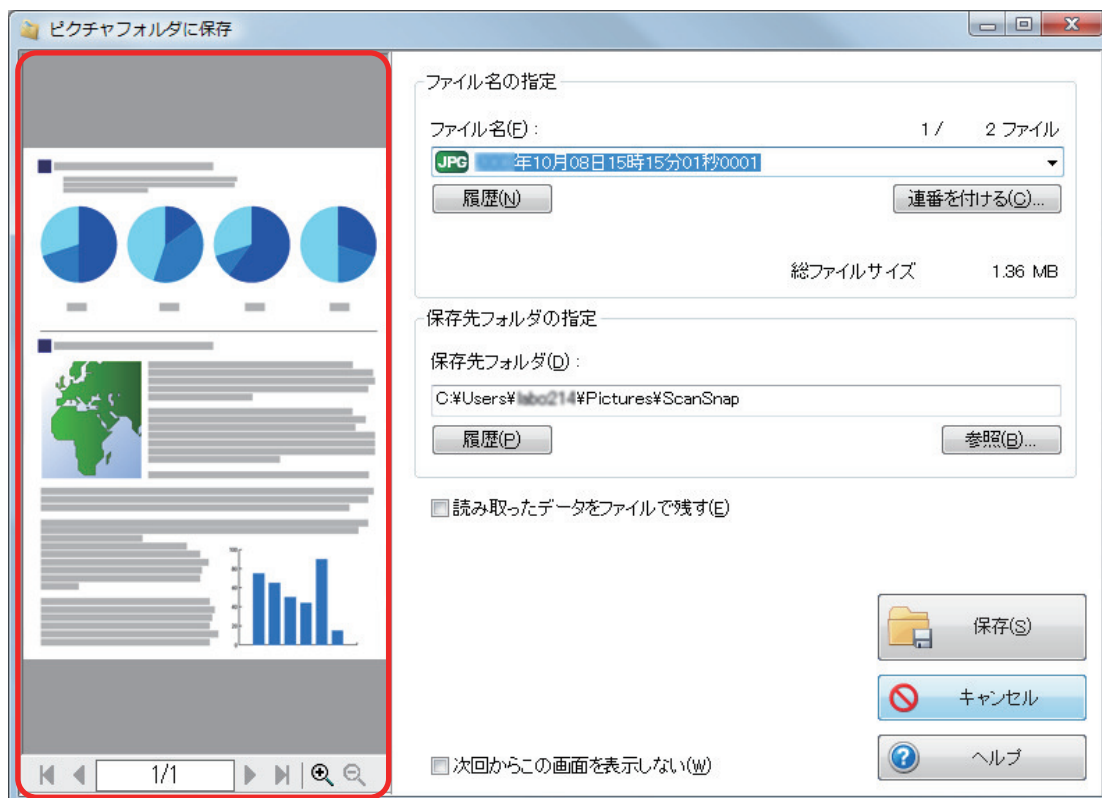 ピクチャフォルダに保存
ファイル名の指定
ファイル名(F) : 1 / 2 ファイル
JPG 年10月08日15時15分01秒0001
履歴(N) 連番を付ける(C)...
総ファイルサイズ 1.36 MB
保存先フォルダの指定
保存先フォルダ(D) :
C:¥Users¥labo214¥Pictures¥ScanSnap
履歴(P) 参照(B)...
読み取ったデータをファイルで残す(E)
100
80
60
40
20
0
保存(S)
キャンセル
1/1
次回からこの画面を表示しない(W)
ヘルプ